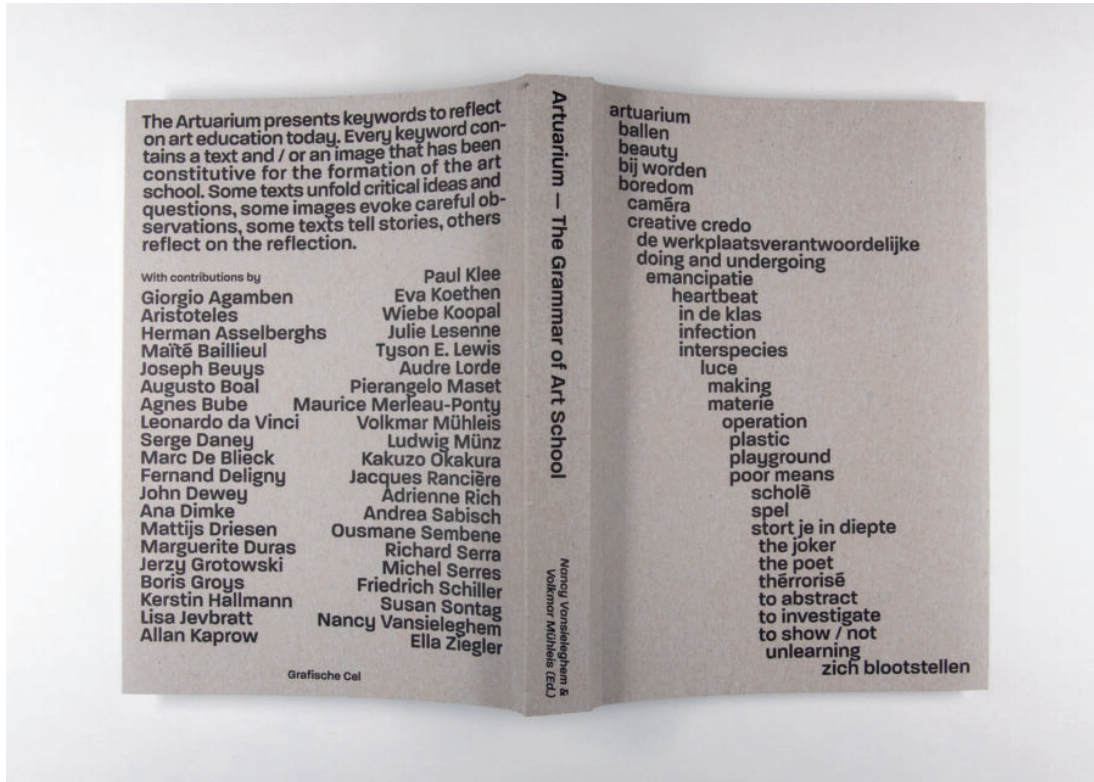 The Artuarium presents keywords to reflect
on art education today. Every keyword con-
tains a text and / or an image that has been
constitutive for the formation of the art
school. Some texts unfold critical ideas and
questions, some images evoke careful ob-
servations, some texts tell stories, others
reflect on the reflection.
With contributions by
Giorgio Agamben
Aristoteles
Herman Asselberghs
Maïté Baillieul
Joseph Beuys
Augusto Boal
Agnes Bube
Leonardo da Vinci
Serge Daney
Marc De Blieck
Fernand Deligny
John Dewey
Ana Dimke
Mattijs Driesen
Marguerite Duras
Jerzy Grotowski
Boris Groys
Kerstin Hallmann
Lisa Jevbratt
Allan Kaprow
Paul Klee
Eva Koethen
Wiebe Koopal
Julie Lesenne
Tyson E. Lewis
Audre Lorde
Pierangelo Maset
Maurice Merleau-Ponty
Volkmar Mühleis
Ludwig Münz
Kakuzo Okakura
Jacques Rancière
Adrienne Rich
Andrea Sabisch
Ousmane Sembene
Richard Serra
Michel Serres
Friedrich Schiller
Susan Sontag
Nancy Vansieleghem
Ella Ziegler
Grafische Cel
Artuarium — The Grammar of Art School
Nancy Vansieleghem &
Volkmar Mühleis (Ed.)
artuarium
ballen
beauty
bij worden
boredom
caméra
creative credo
de werkplaatsverantwoordelijke
doing and undergoing
emancipatie
heartbeat
in de klas
infection
interspecies
luce
making
materie
operation
plastic
playground
poor means
scholè
spel
stort je in diepte
the joker
the poet
thérrorisé
to abstract
to investigate
to show / not
unlearning
zich blootstellen